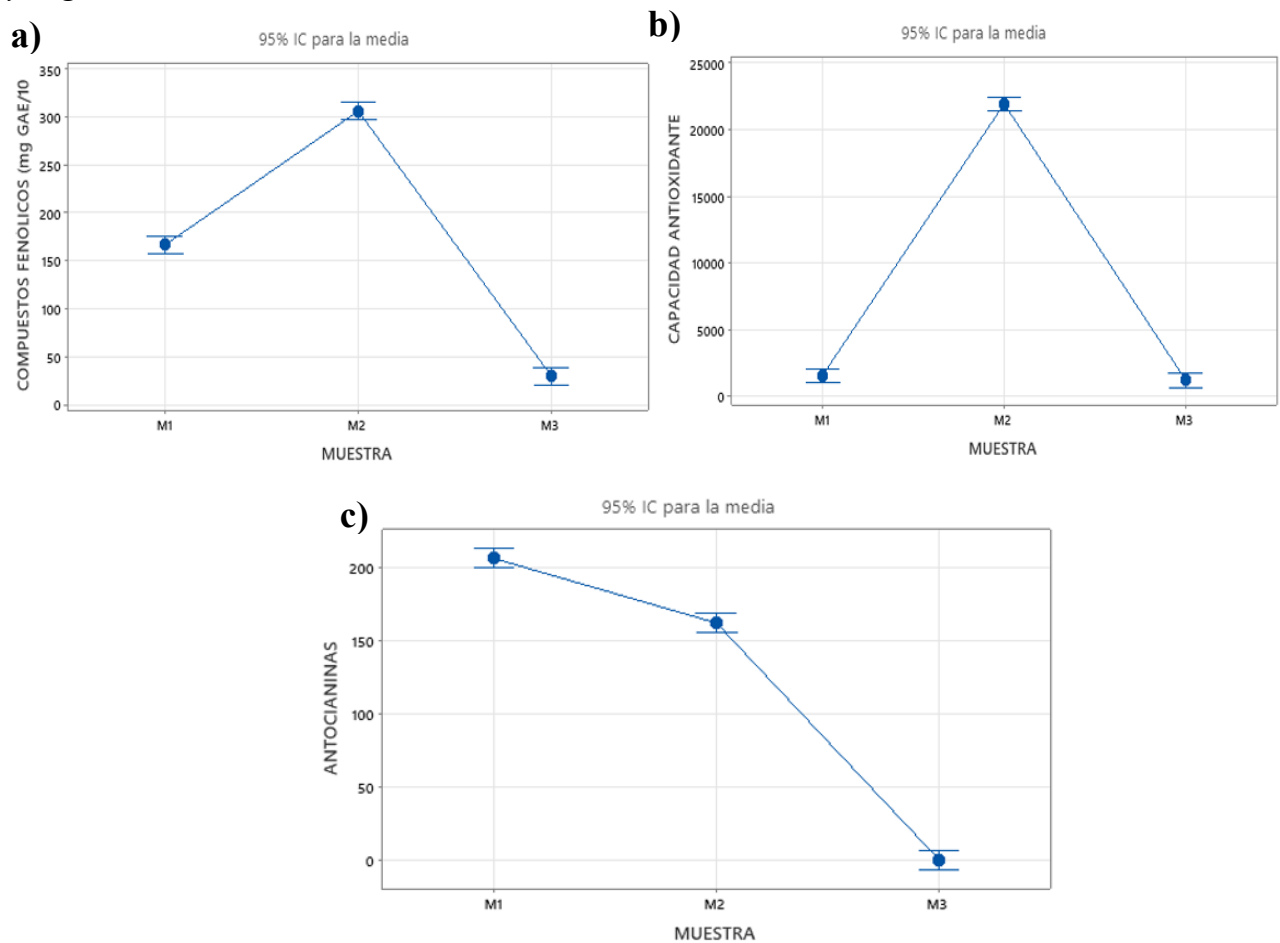 a)
95% IC para la media
COMPUESTOS FENOLICOS (mg GAE/10
350
300
250
200
150
100
50
0
M1 M2 M3
MUESTRA
b)
95% IC para la media
CAPACIDAD ANTIOXIDANTE
25000
20000
15000
10000
5000
0
M1 M2 M3
MUESTRA
c)
95% IC para la media
ANTOCIANINAS
200
150
100
50
0
M1 M2 M3
MUESTRA